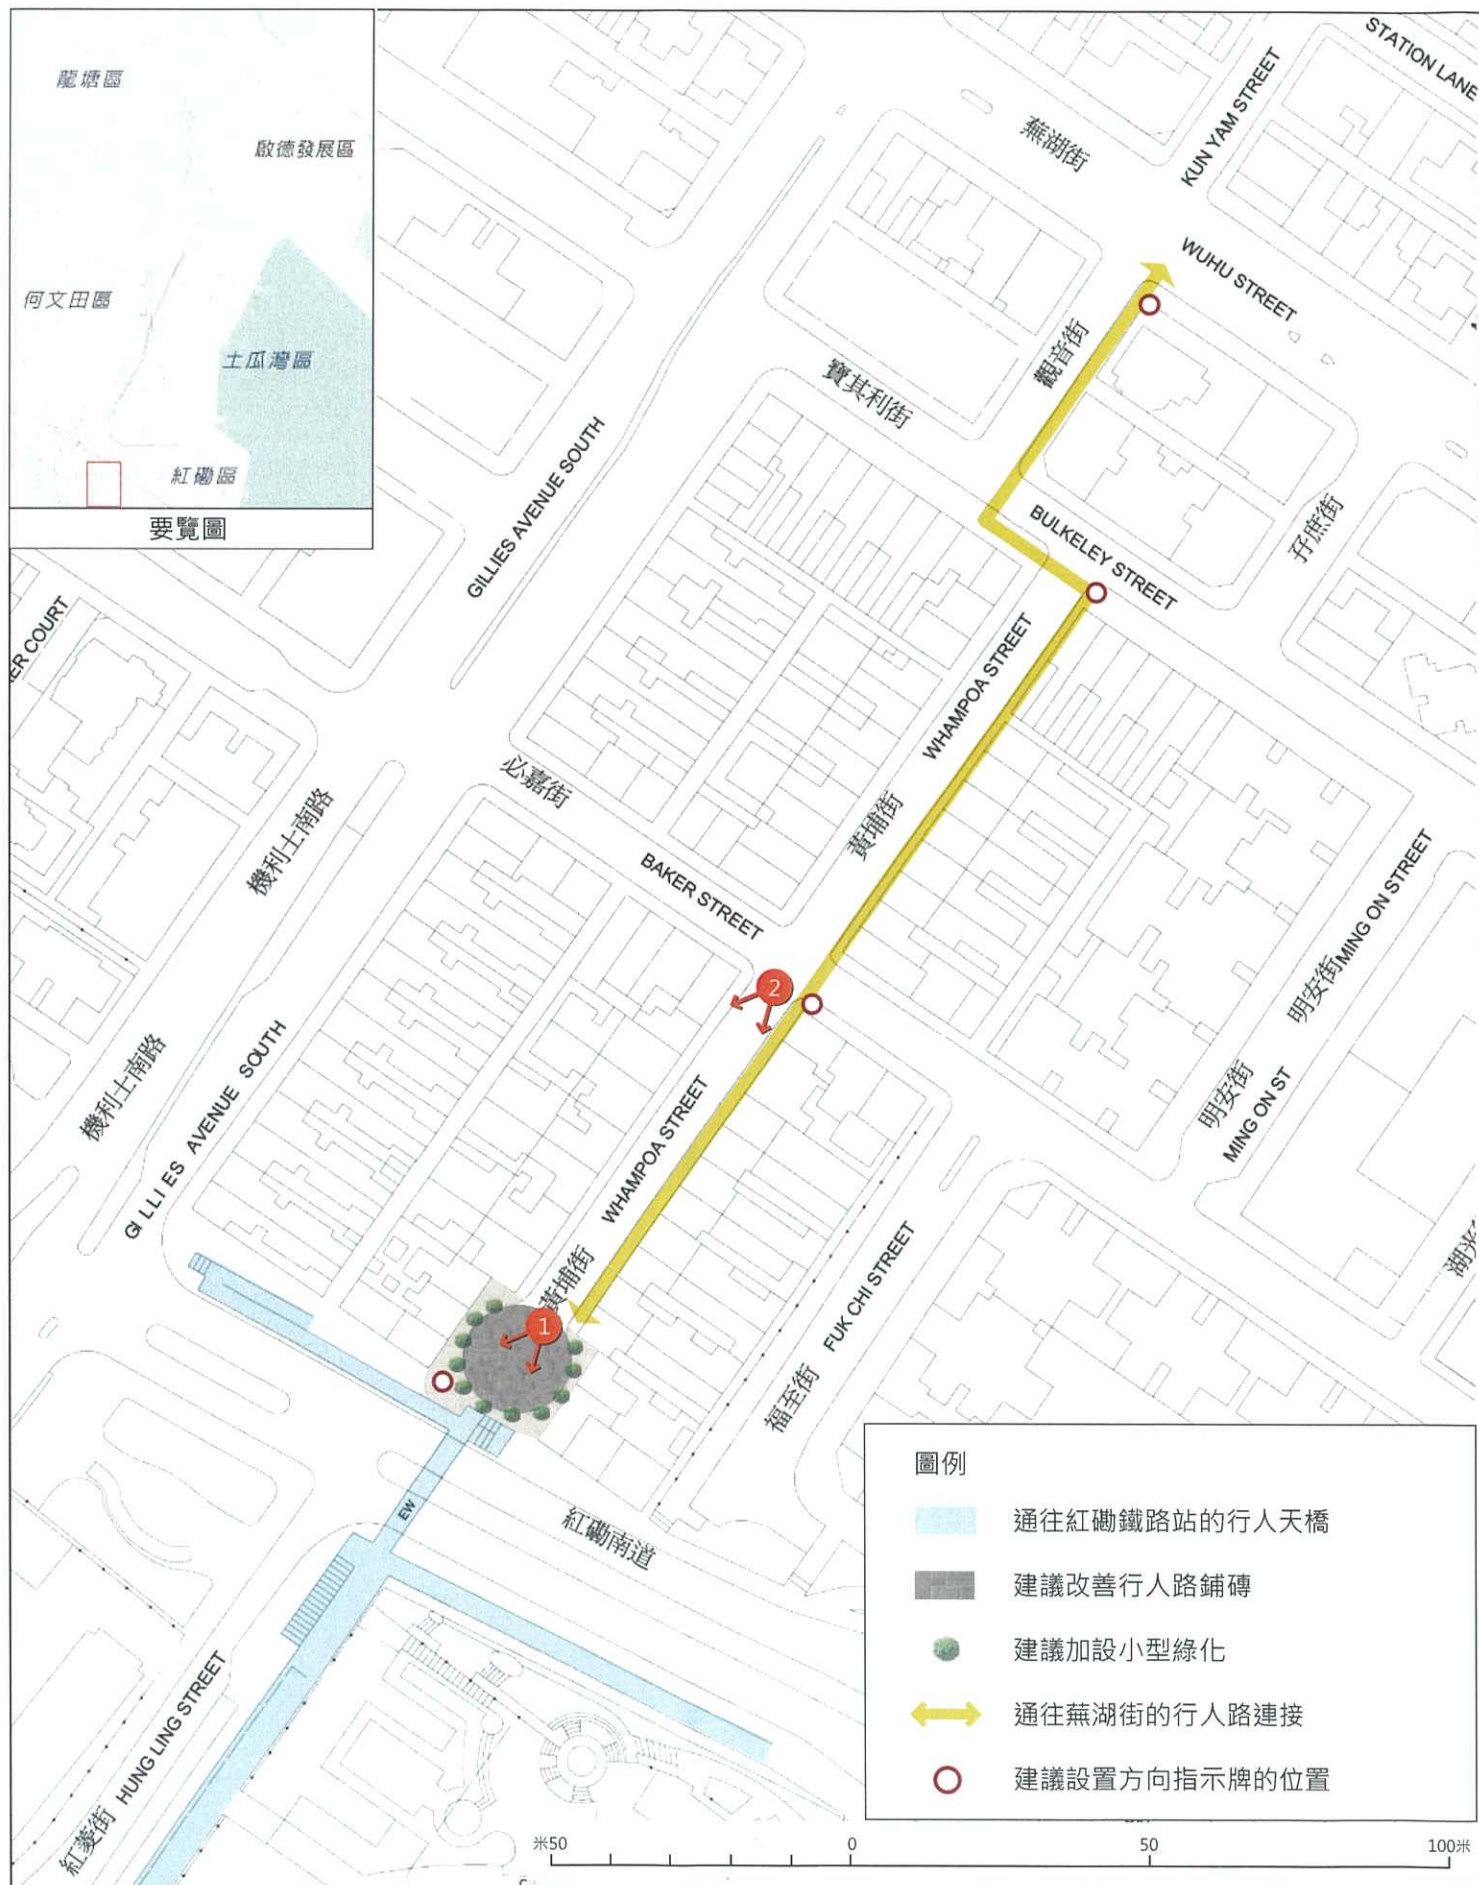 龍塘區
啟德發展區
何文田區
土瓜灣區
紅磡區
要覽圖
STATION LANE
KUN YAM STREET
蕪湖街
WUHU STREET
觀音街
寶其利街
BULKELEY STREET
孖庶街
GILLIES AVENUE SOUTH
ER COURT
WHAMPOA STREET
黃埔街
必嘉街
BAKER STREET
機利士南路
MING ON STREET
明安街
2
機利士南路
GILLIES AVENUE SOUTH
WHAMPOA STREET
明安街
MING ON ST
黃埔街
1
FUK CHI STREET
福至街
EW
紅磡南道
HUNG LING STREET
紅菱街
圖例
通往紅磡鐵路站的行人天橋
建議改善行人路鋪磚
建議加設小型綠化
通往蕪湖街的行人路連接
建議設置方向指示牌的位置
米50 0 50 100米